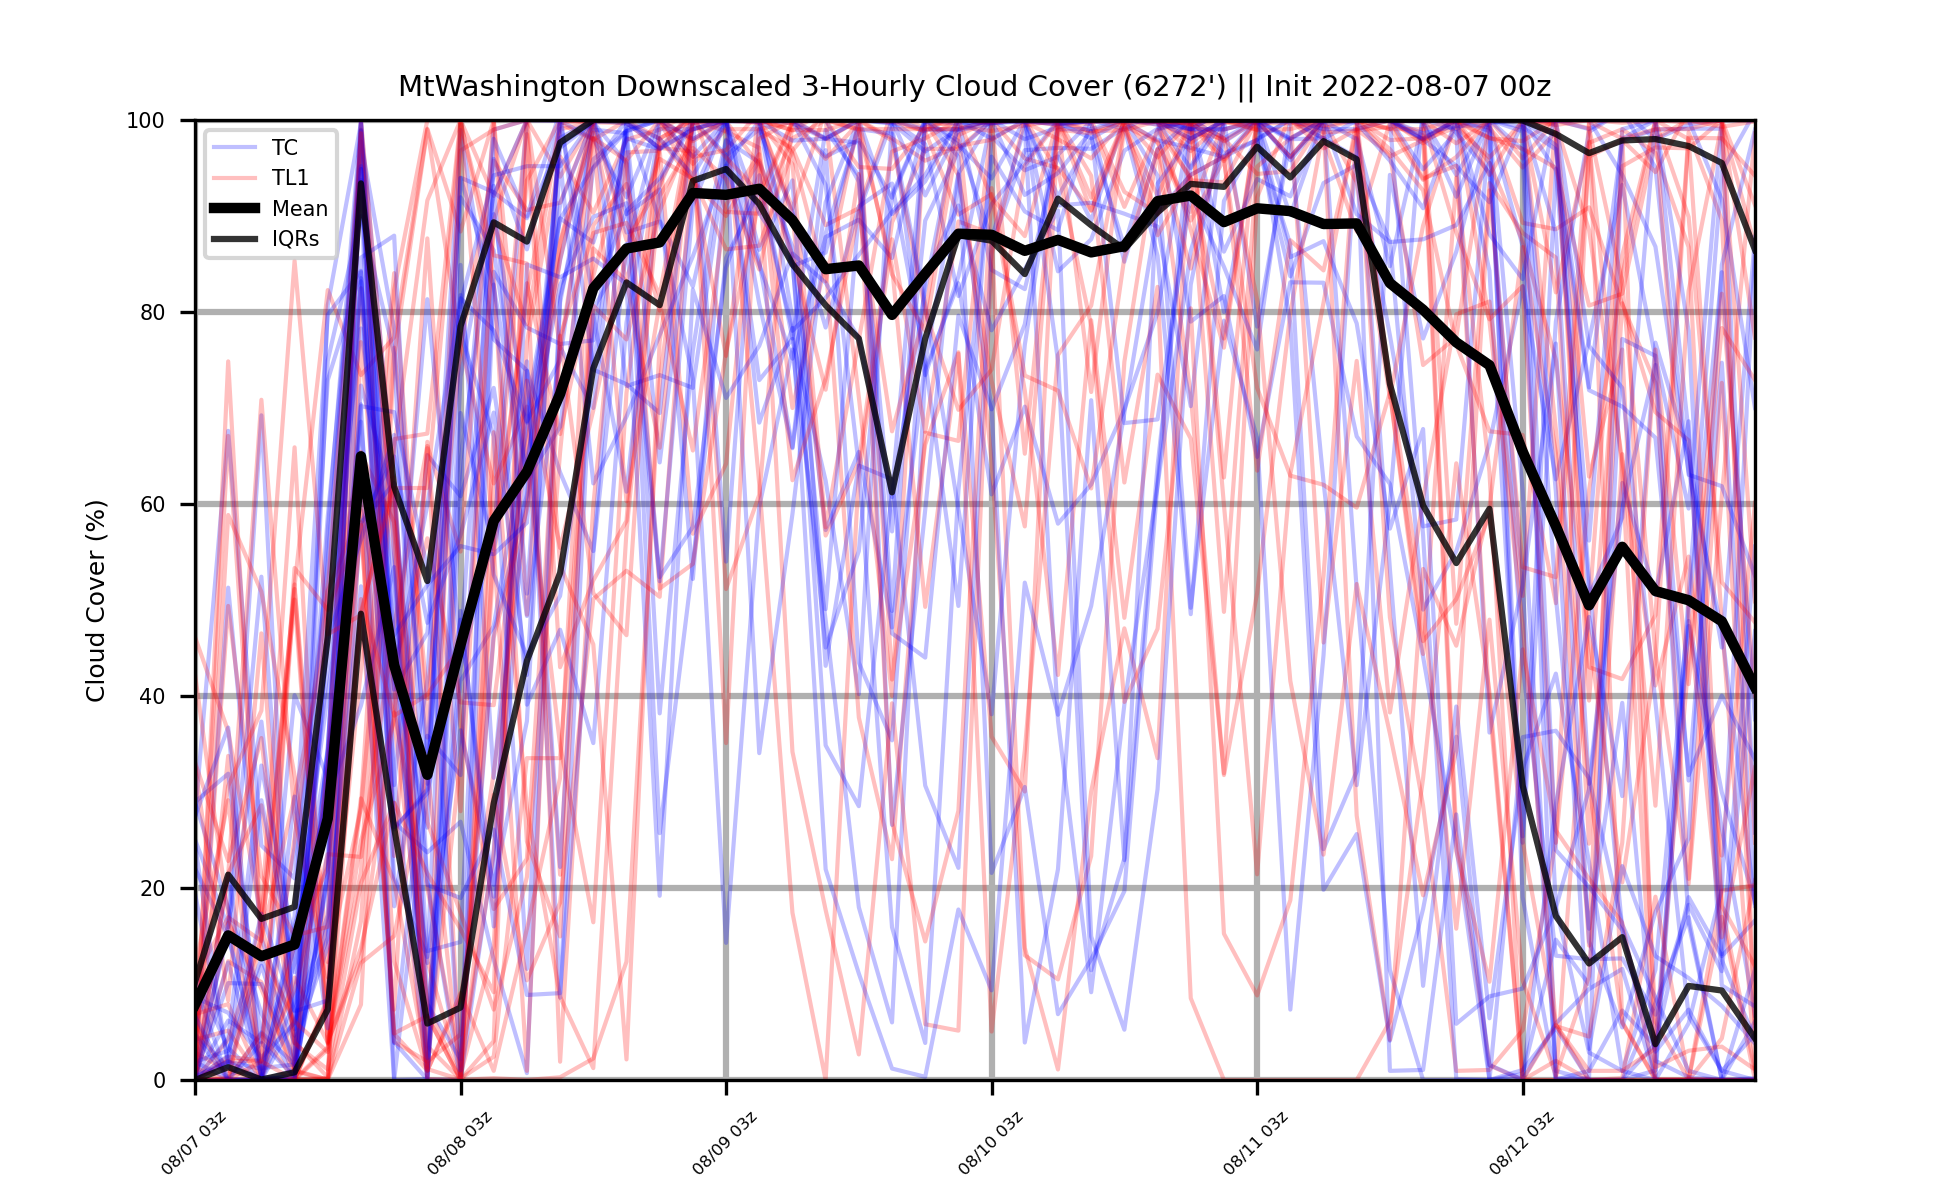 MtWashington Downscaled 3-Hourly Cloud Cover (6272') || Init 2022-08-07 00z
Cloud Cover (%)
100
80
60
40
20
0
TC
TL1
Mean
IQRs
08/07 03z
08/08 03z
08/09 03z
08/10 03z
08/11 03z
08/12 03z